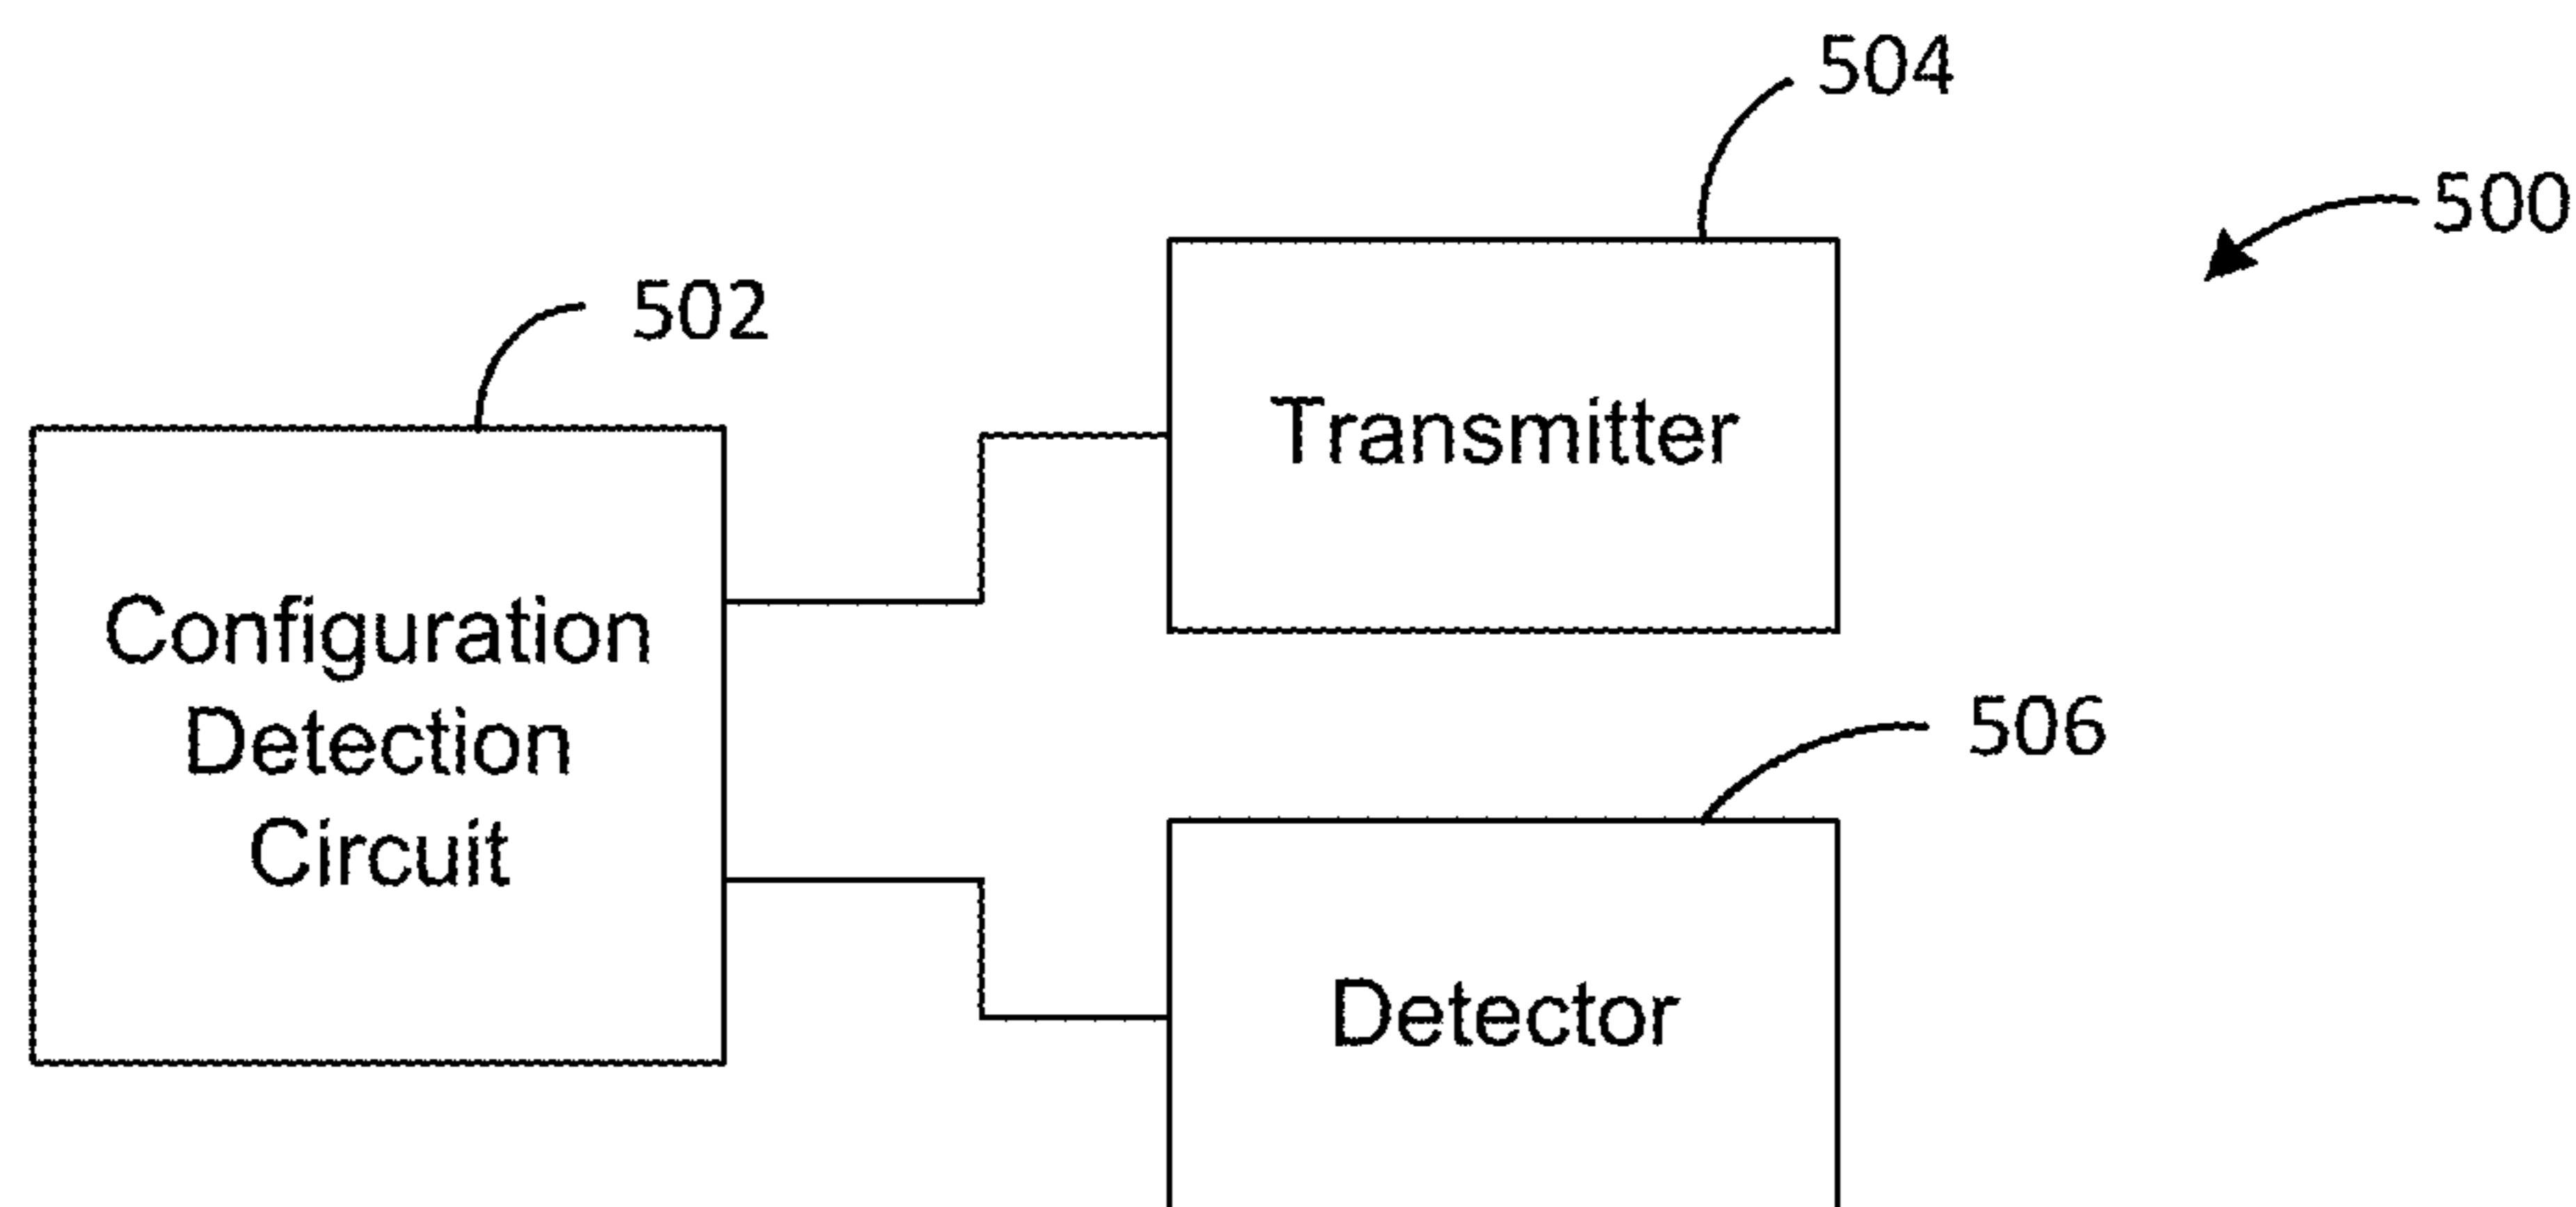 504
500
502
Transmitter
Configuration
Detection
Circuit
506
Detector